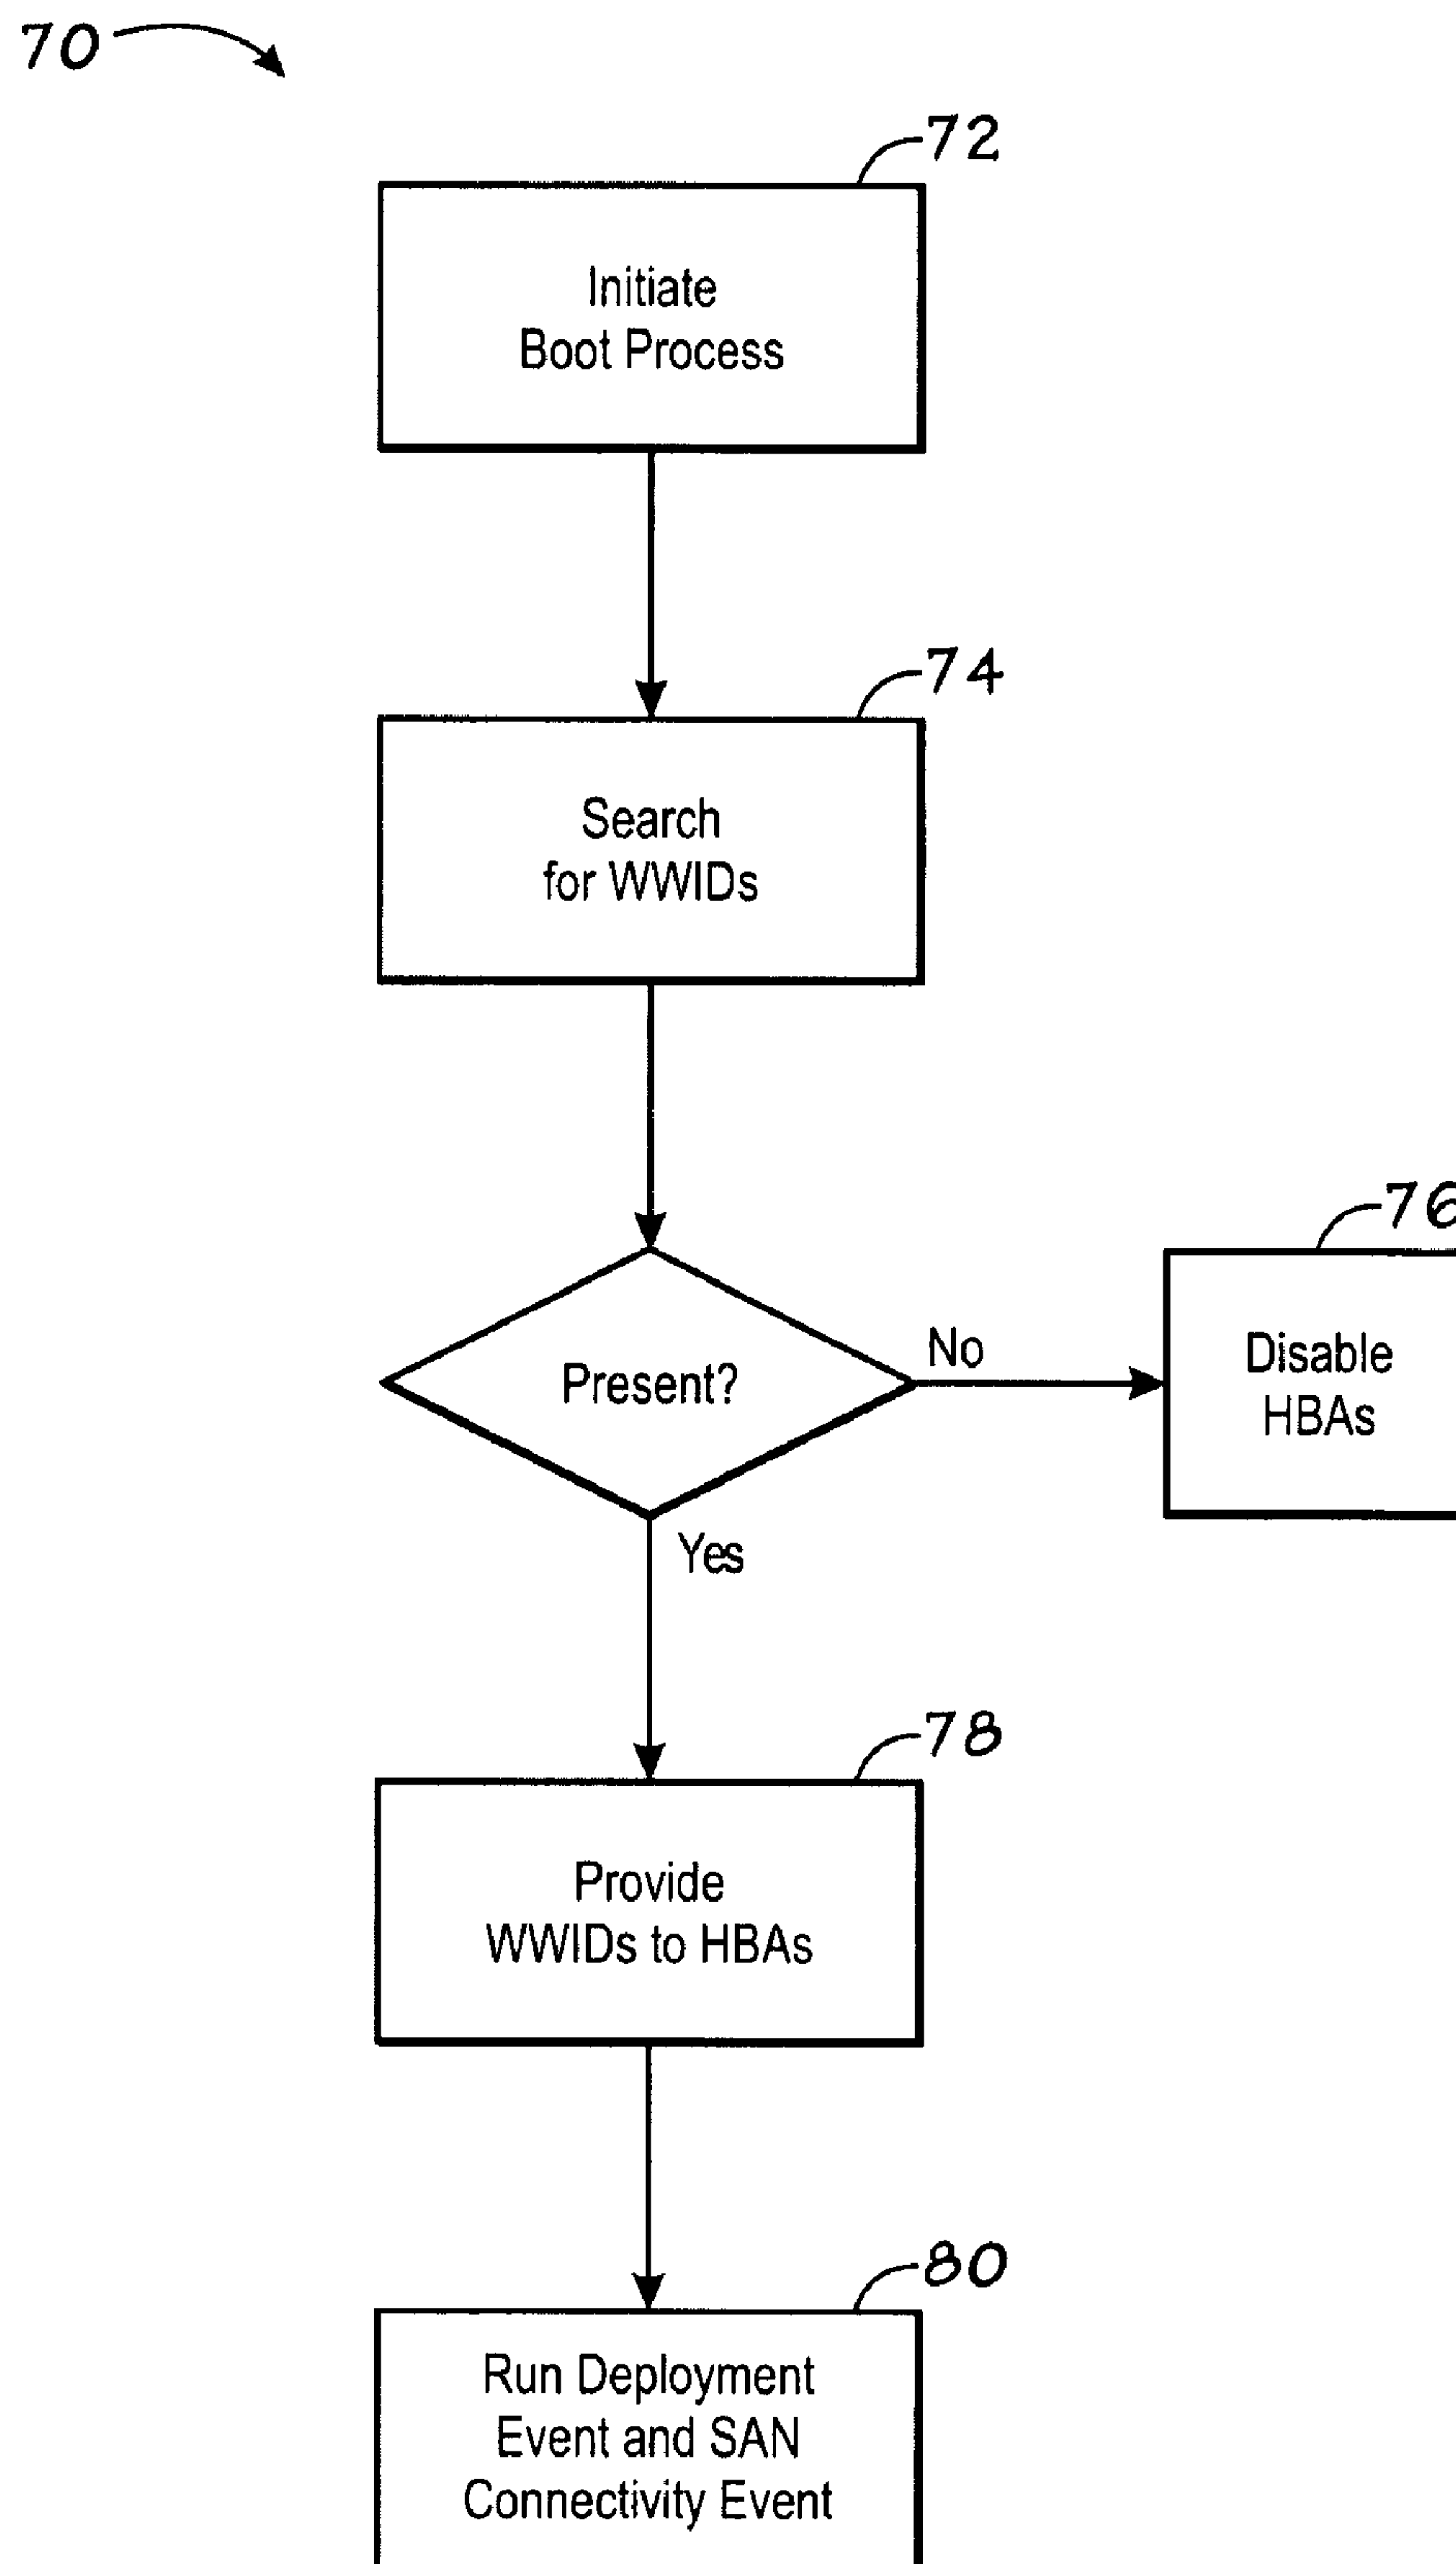 70
72
Initiate
Boot Process
74
Search
for WWIDs
76
Present?
No
Disable
HBAs
Yes
78
Provide
WWIDs to HBAs
80
Run Deployment
Event and SAN
Connectivity Event